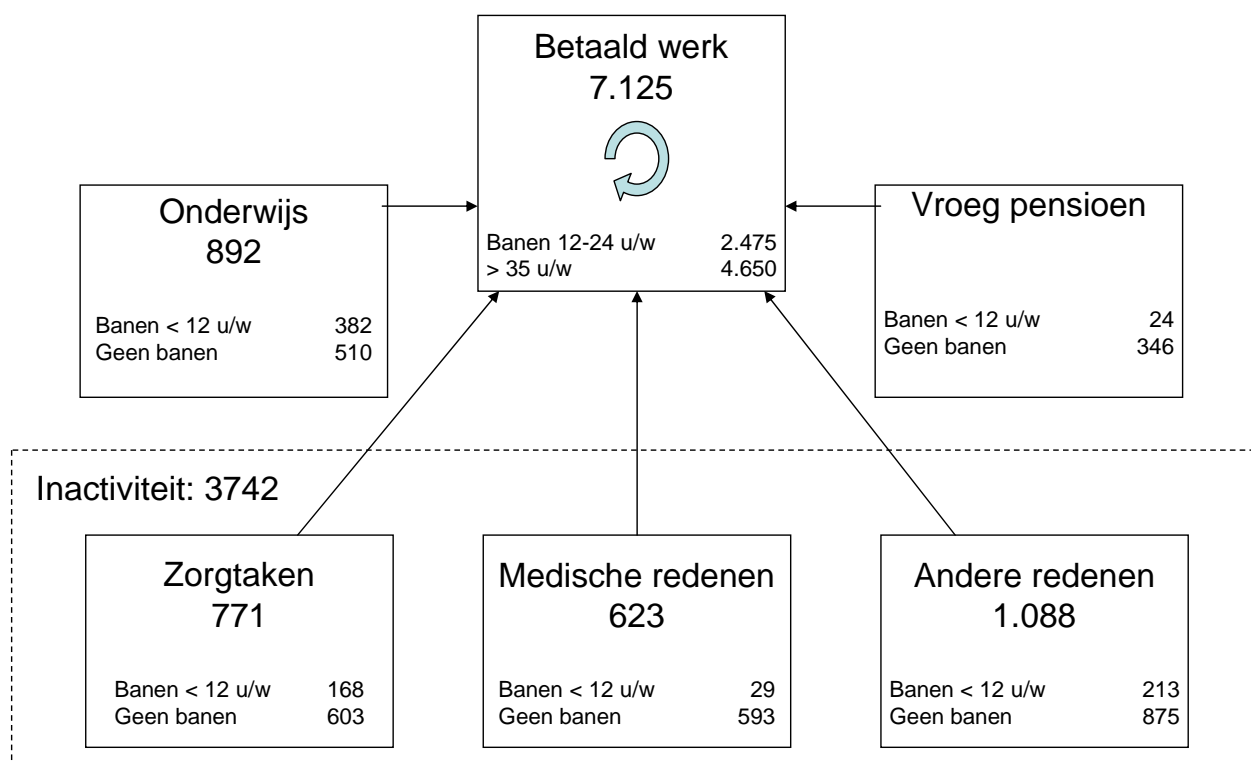 Betaald werk
7.125
Banen 12-24 u/w 2.475
> 35 u/w 4.650
Onderwijs
892
Banen < 12 u/w 382
Geen banen 510
Vroeg pensioen
Banen < 12 u/w 24
Geen banen 346
Inactiviteit: 3742
Zorgtaken
771
Banen < 12 u/w 168
Geen banen 603
Medische redenen
623
Banen < 12 u/w 29
Geen banen 593
Andere redenen
1.088
Banen < 12 u/w 213
Geen banen 875